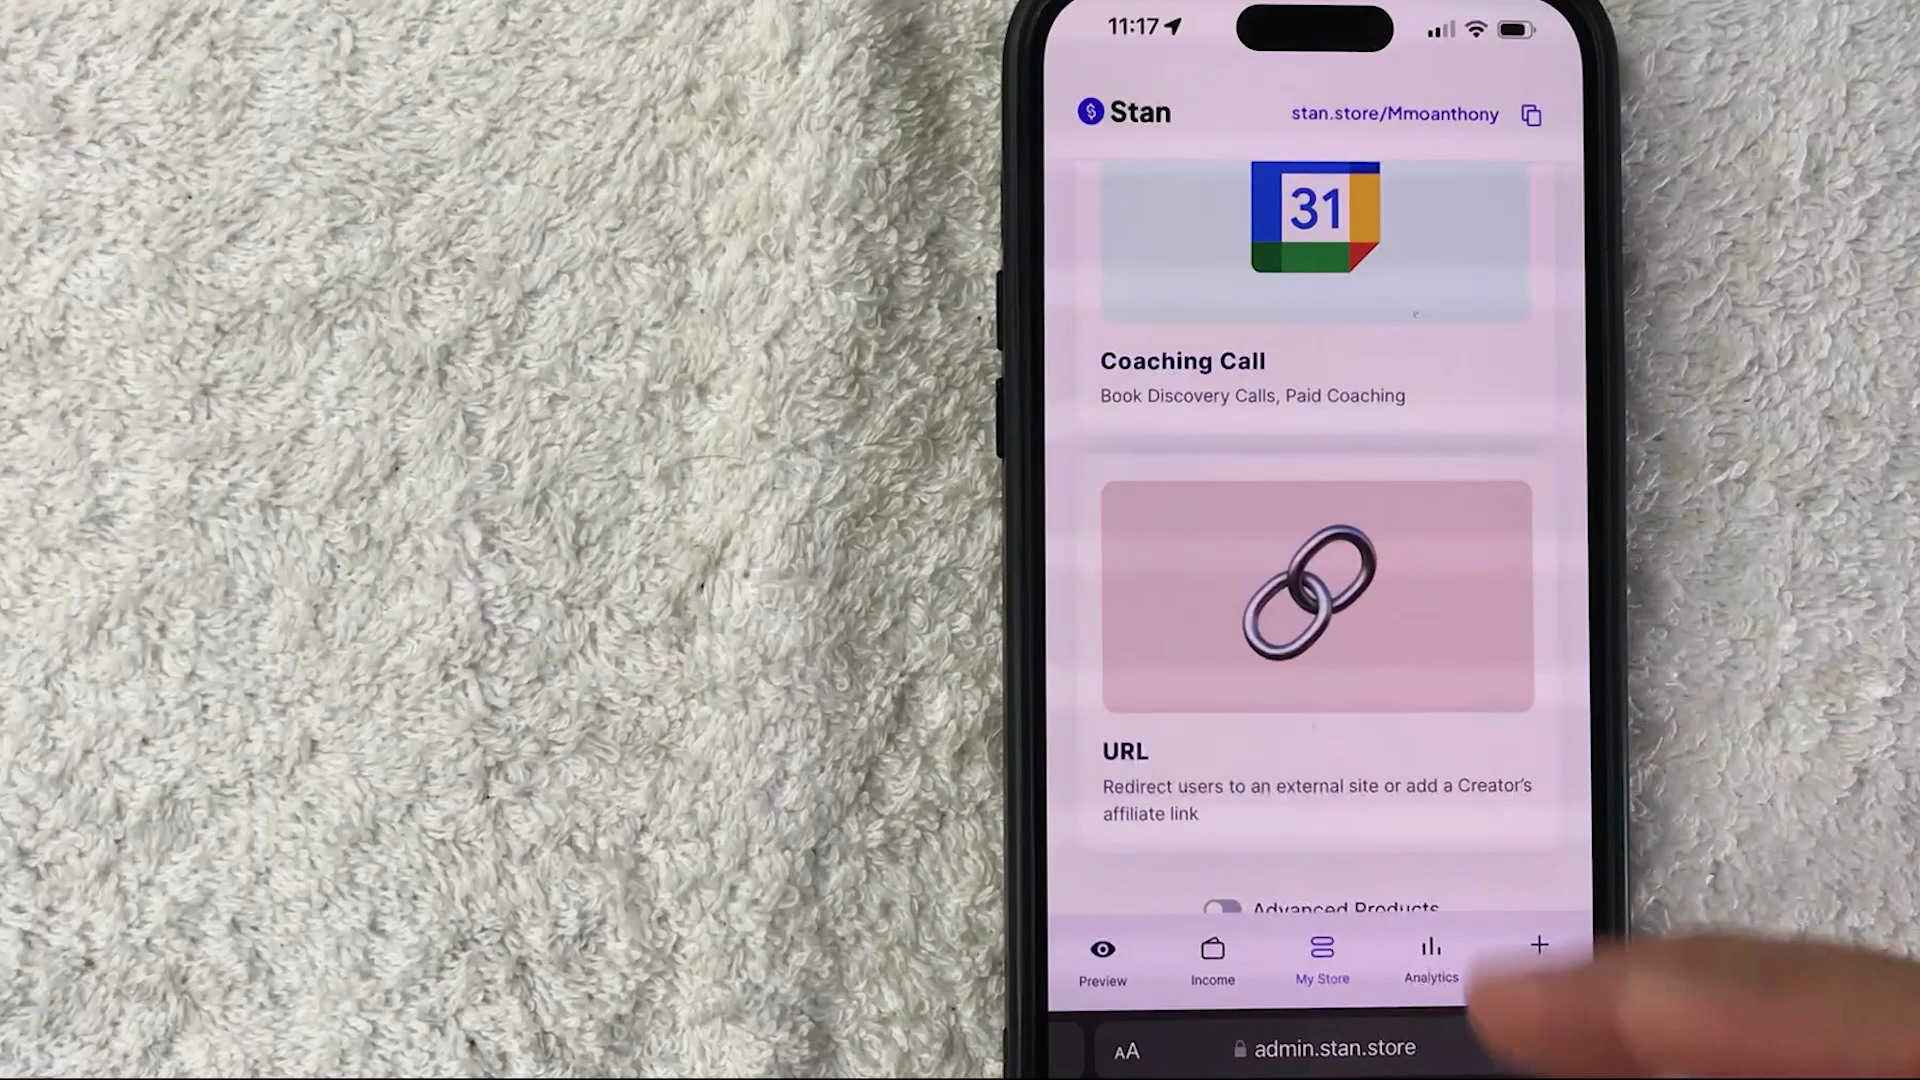 11:17
$ Stan
stan.store/Mmoanthony
31
Coaching Call
Book Discovery Calls, Paid Coaching
URL
Redirect users to an external site or add a Creator's
affiliate link
Advanced Products
Preview
Income
My Store
Analytics
AA
admin.stan.store